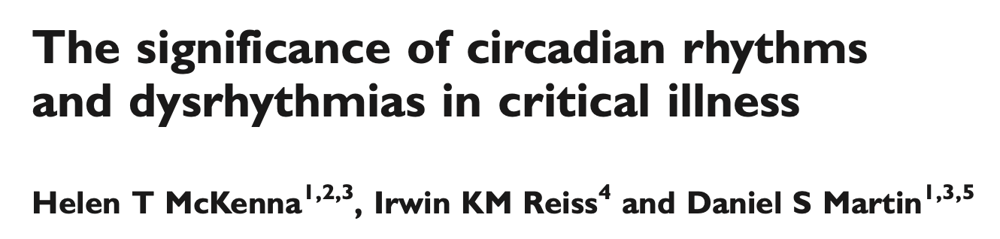 The significance of circadian rhythms
and dysrhythmias in critical illness
Helen T McKenna1,2,3, Irwin KM Reiss4 and Daniel S Martin1,3,5